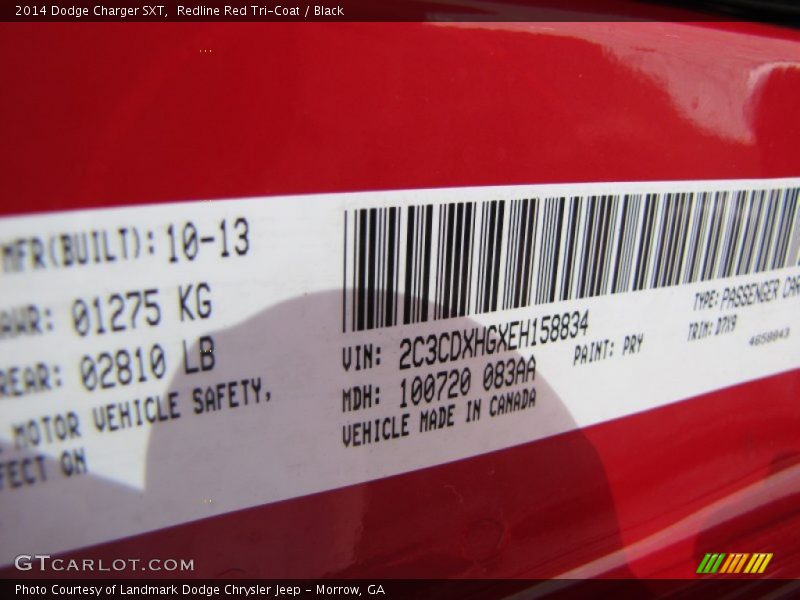 2014 Dodge Charger SXT, Redline Red Tri-Coat / Black
MFR(BUILT): 10-13
AWR: 01275 KG
REAR: 02810 LB
MOTOR VEHICLE SAFETY,
FECT ON
VIN: 2C3CDXHGXEH158834
MDH: 100720 083AA
VEHICLE MADE IN CANADA
PAINT: PRY
TYPE: PASSENGER CAR
TRIM: D7X9
4658843
GTCARLOT.COM
Photo Courtesy of Landmark Dodge Chrysler Jeep - Morrow, GA